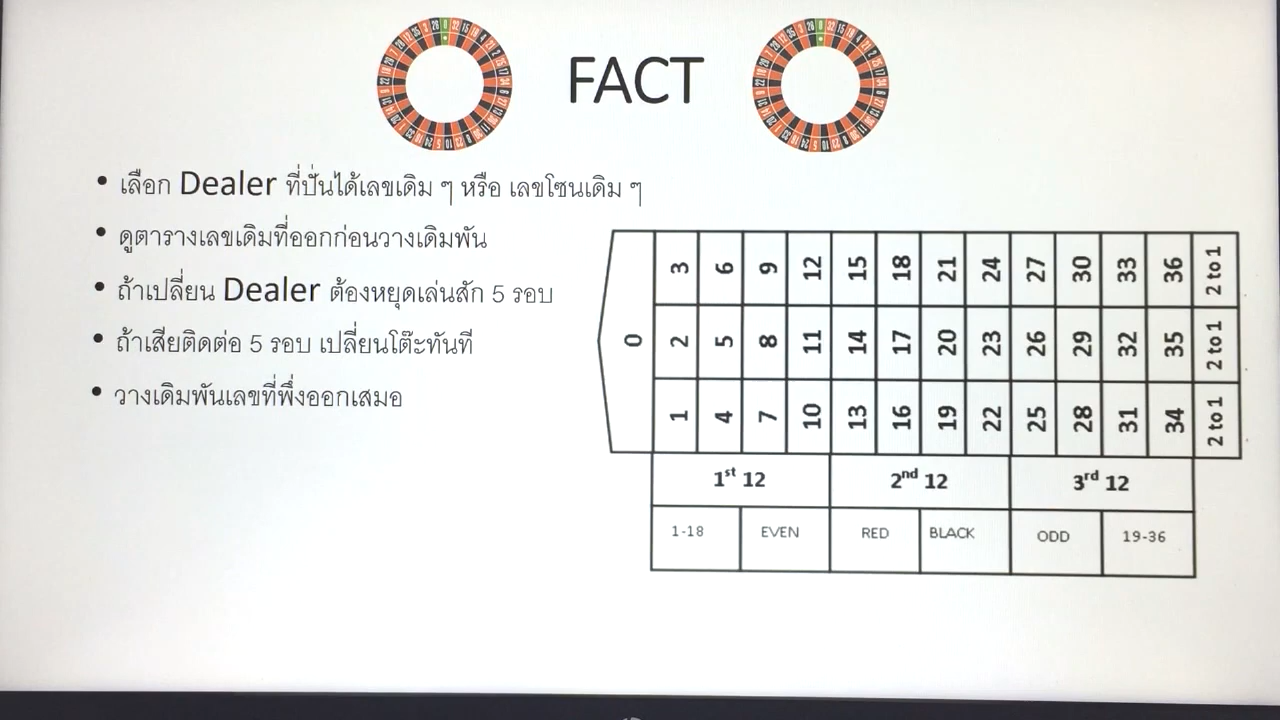 FACT
• เลือก Dealer ที่ปั่นได้เลขเดิม ๆ หรือ เลขโซนเดิม ๆ
• ดูตารางเลขเดิมที่ออกก่อนวางเดิมพัน
• ถ้าเปลี่ยน Dealer ต้องหยุดเล่นสัก 5 รอบ
• ถ้าเสียติดต่อ 5 รอบ เปลี่ยนโต๊ะทันที
• วางเดิมพันเลขที่พึ่งออกเสมอ
3 6 9 12 15 18 21 24 27 30 33 36 2 to 1
0 2 5 8 11 14 17 20 23 26 29 32 35 2 to 1
1 4 7 10 13 16 19 22 25 28 31 34 2 to 1
1st 12 2nd 12 3rd 12
1-18 EVEN RED BLACK ODD 19-36